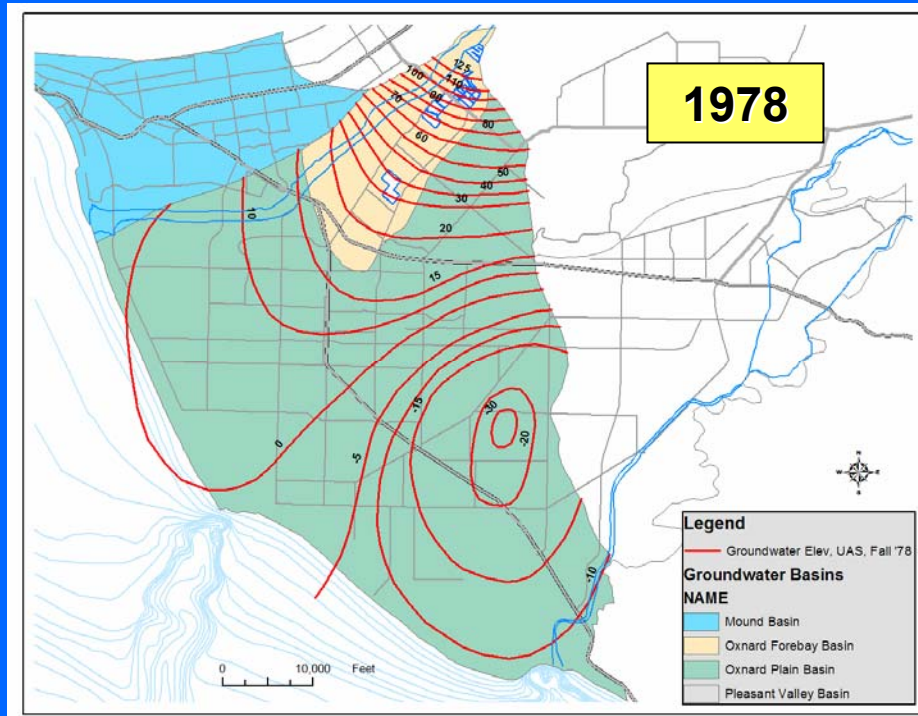 1978
125
100
110
70
90
80
60
50
40
30
20
10
15
0
-5
-15
-30
-20
-10
N
W E
S
0 10,000 Feet
Legend
Groundwater Elev, UAS, Fall '78
Groundwater Basins
NAME
Mound Basin
Oxnard Forebay Basin
Oxnard Plain Basin
Pleasant Valley Basin